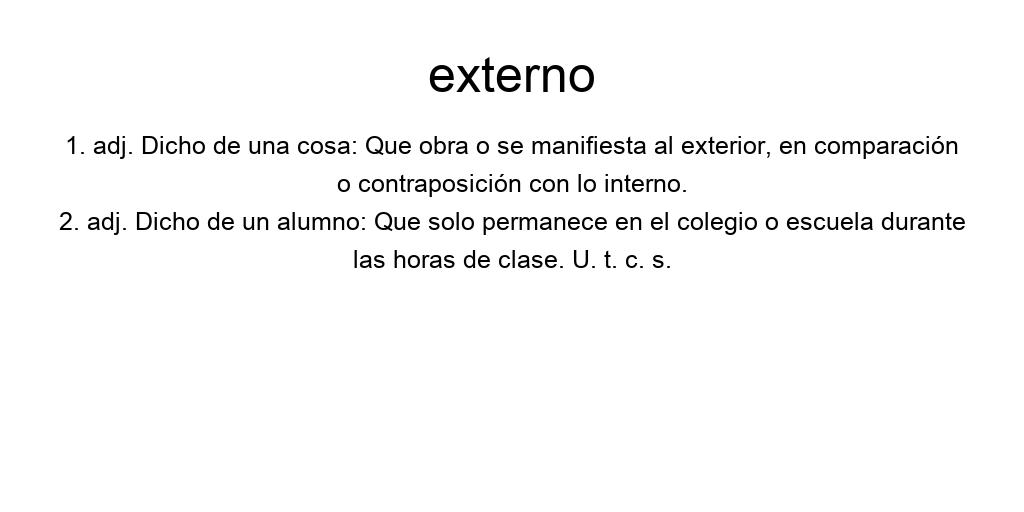 externo
1. adj. Dicho de una cosa: Que obra o se manifiesta al exterior, en comparación
o contraposición con lo interno.
2. adj. Dicho de un alumno: Que solo permanece en el colegio o escuela durante
las horas de clase. U. t. c. s.